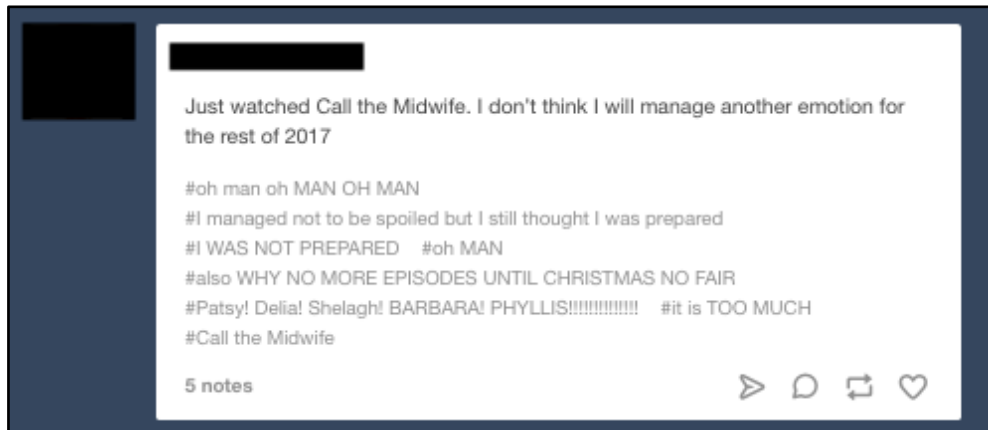 Just watched Call the Midwife. I don't think I will manage another emotion for
the rest of 2017
#oh man oh MAN OH MAN
#I managed not to be spoiled but I still thought I was prepared
#I WAS NOT PREPARED #oh MAN
#also WHY NO MORE EPISODES UNTIL CHRISTMAS NO FAIR
#Patsy! Delia! Shelagh! BARBARA! PHYLLIS!!!!!!!!!!!!!! #it is TOO MUCH
#Call the Midwife
5 notes